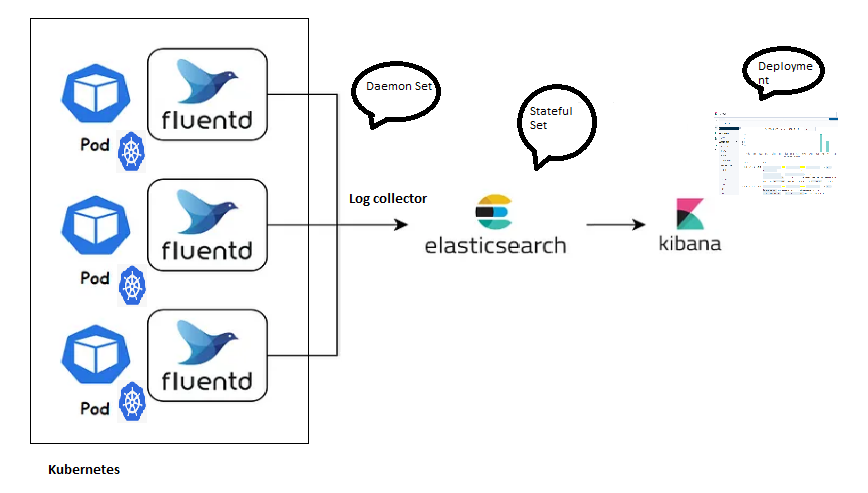 fluentd
Pod
Daemon Set
Stateful
Set
Deployme
nt
fluentd
Pod
Log collector
elasticsearch
kibana
fluentd
Pod
Kubernetes